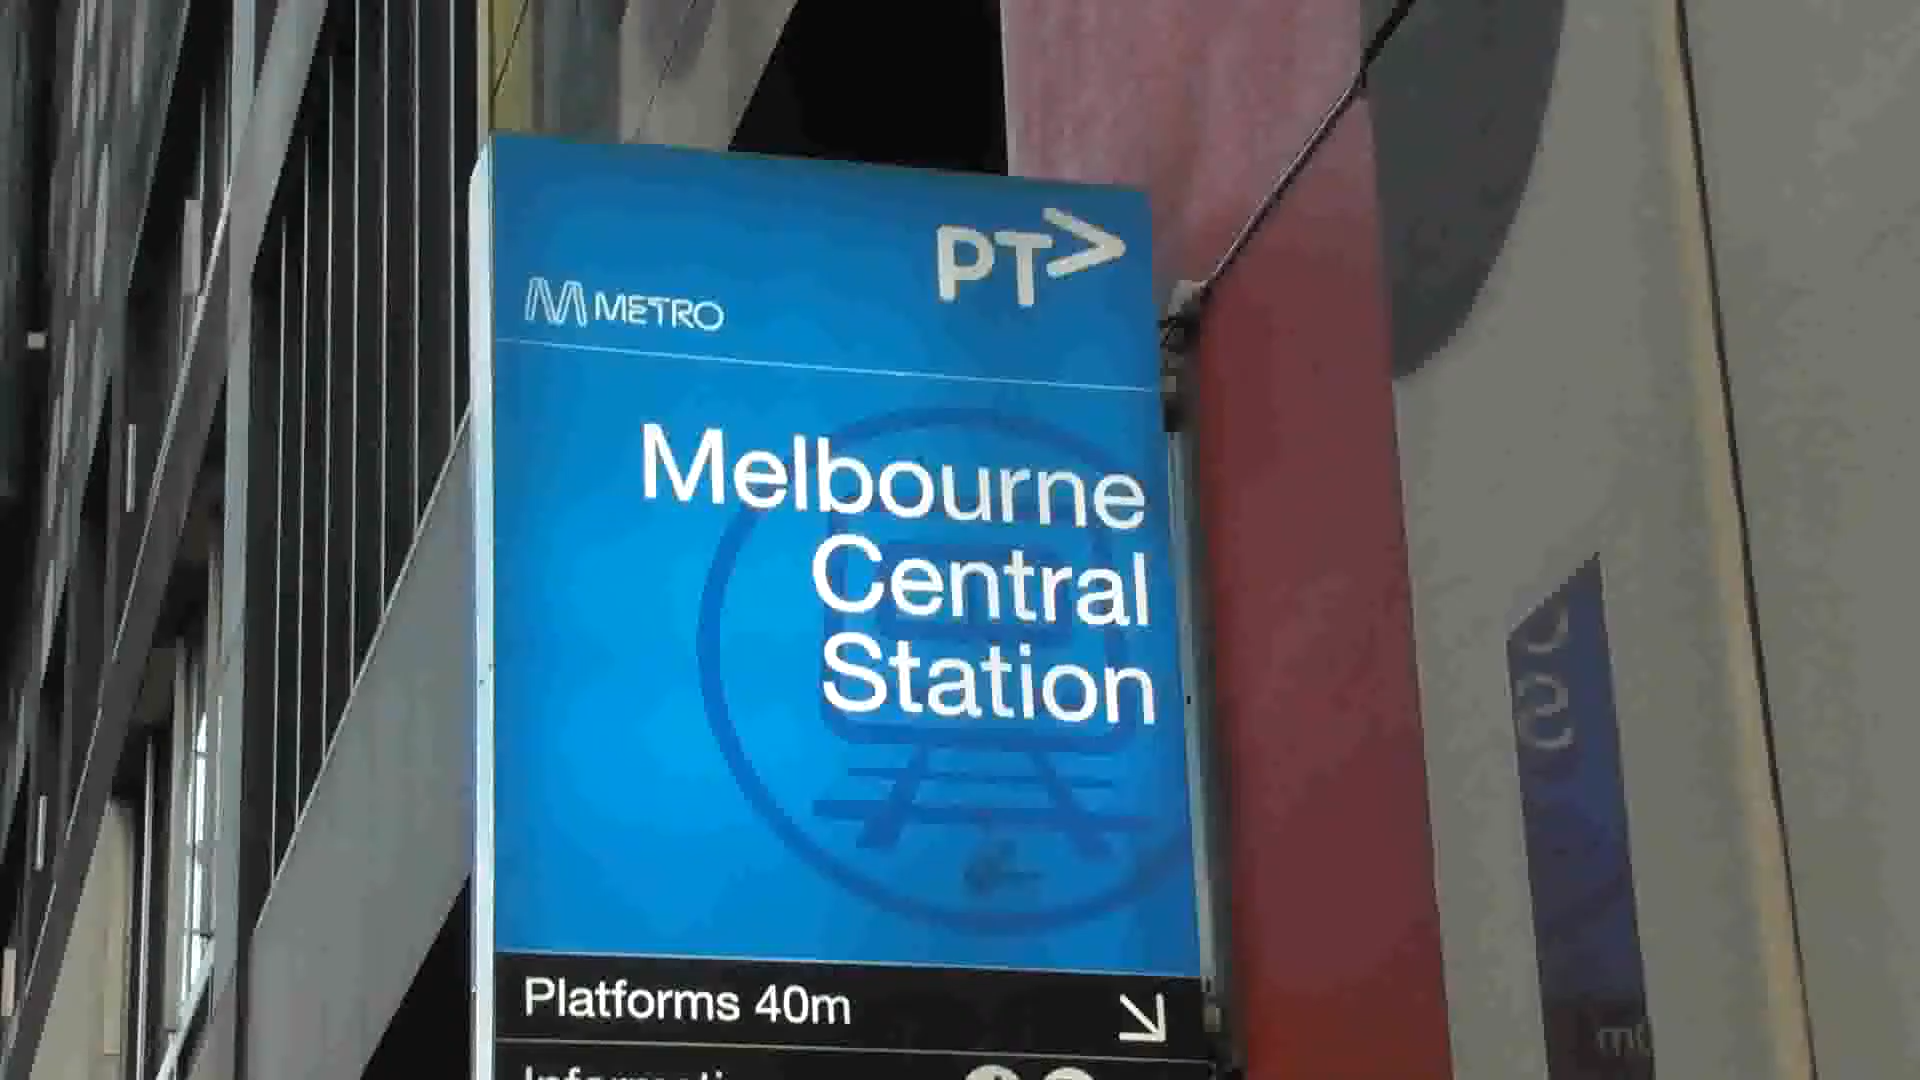 PT>
METRO
Melbourne
Central
Station
Platforms 40m